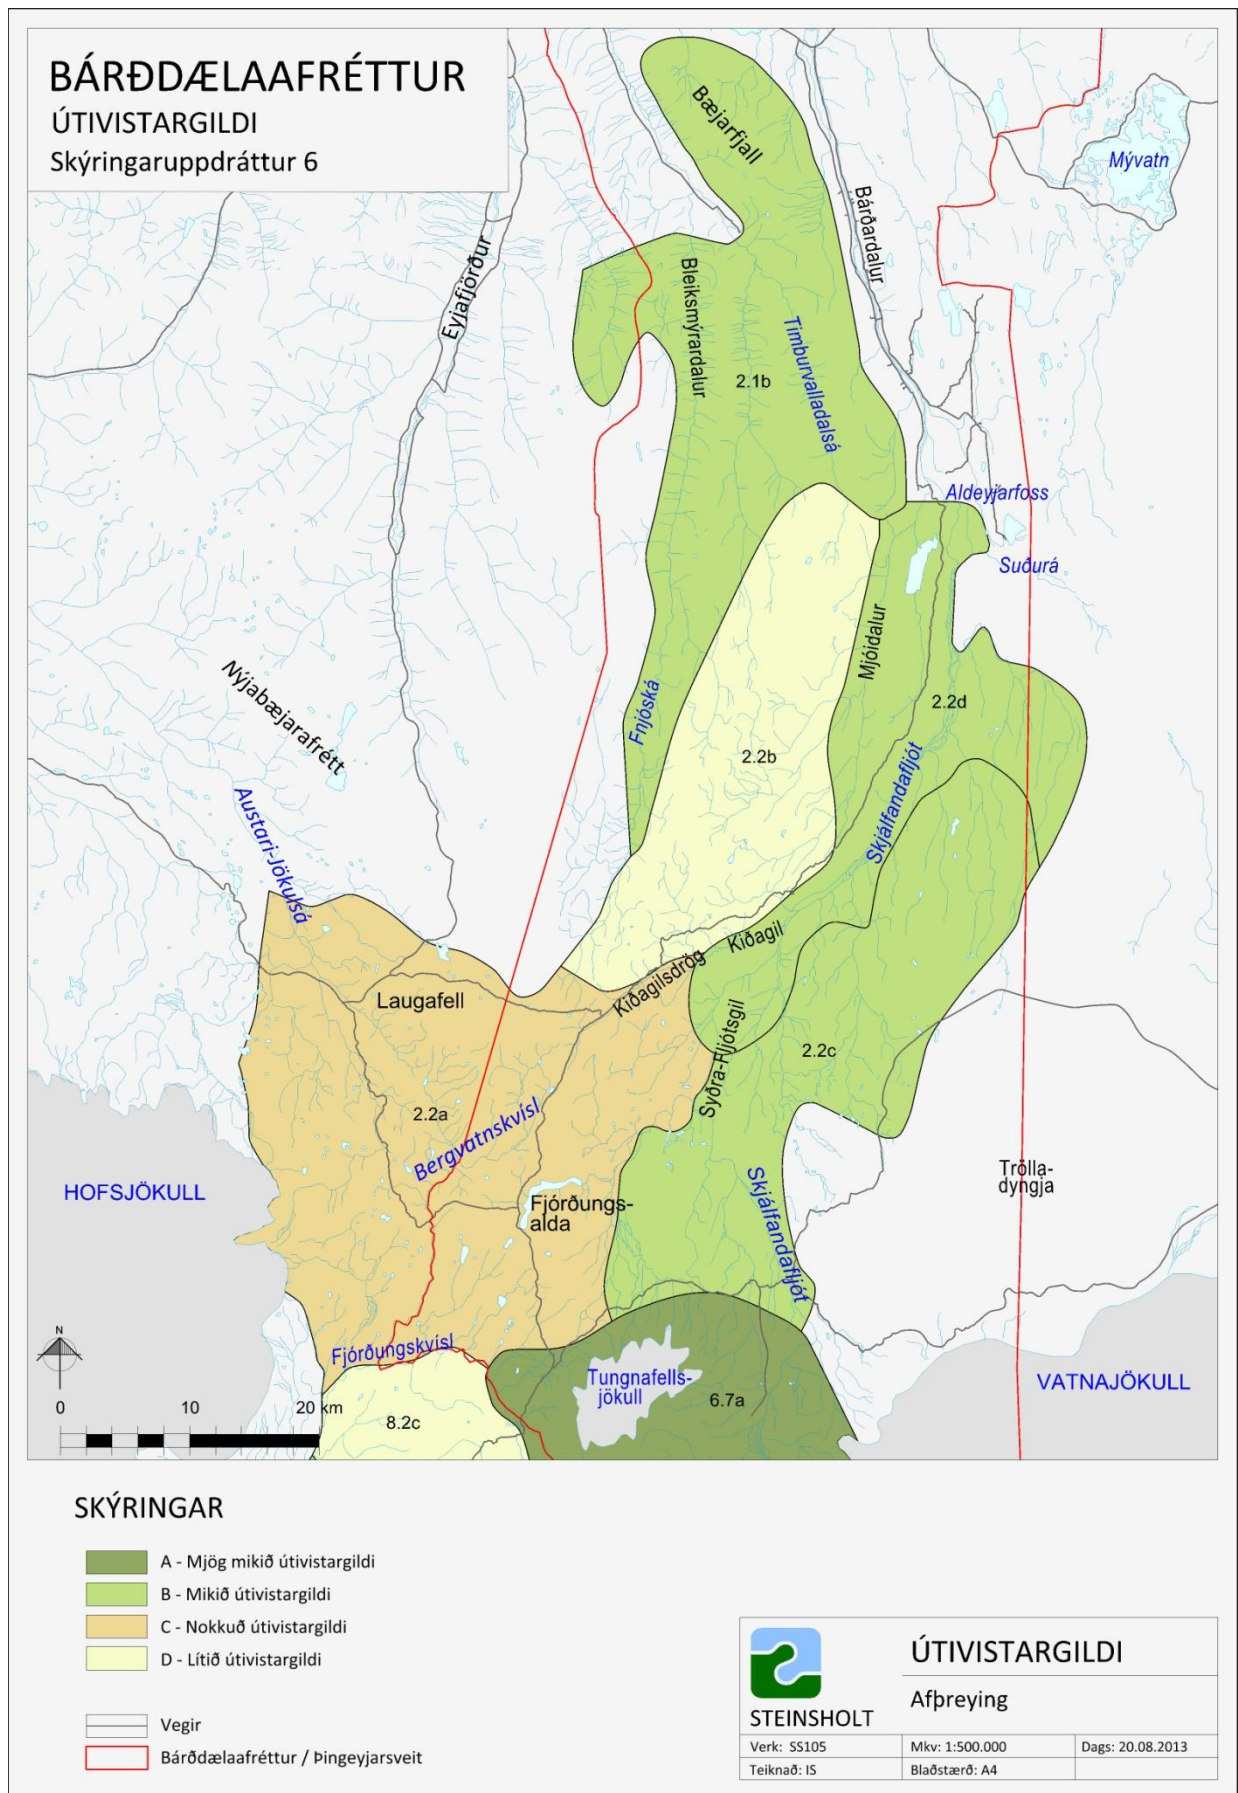 BÁRÐDÆLAAFRÉTTUR
ÚTIVISTARGILDI
Skýringaruppdráttur 6
Bæjarfjall
Mývatn
Bárðardalur
Eyjafjörður
Bleiksmýrardalur
Timburvalladalsá
2.1b
Aldeyjarfoss
Suðurá
Mjóidalur
Nýjabæjarafrétt
Fnjóská
2.2d
2.2b
Skjálfandafljót
Austari-Jökulsá
Kiðagil
Kiðagilsdrög
Laugafell
Syðra-Fljótsgil
2.2c
2.2a
Bergvatnskvísl
Trölla-
dyngja
HOFSJÖKULL
Fjórðungs-
alda
Skjálfandafljót
N
Fjórðungskvísl
Tungnafells-
jökull
VATNAJÖKULL
6.7a
0 10 20 km
8.2c
SKÝRINGAR
A - Mjög mikið útivistargildi
B - Mikið útivistargildi
C - Nokkuð útivistargildi
D - Lítið útivistargildi
Vegir
Bárðdælaafréttur / Þingeyjarsveit
STEINSHOLT
ÚTIVISTARGILDI
Afþreying
Verk: SS105
Mkv: 1:500.000
Dags: 20.08.2013
Teiknað: IS
Blaðstærð: A4